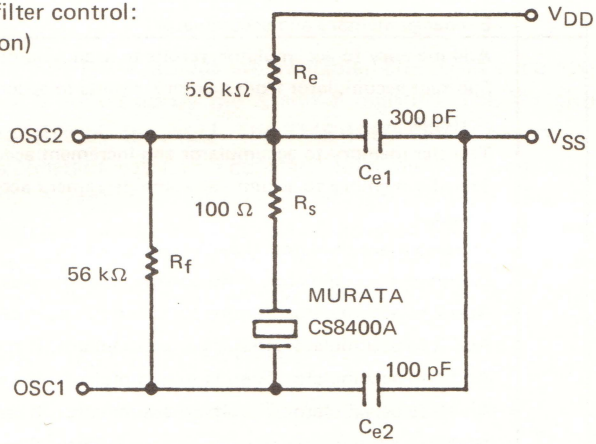 filter control:
on)
VDD
Re
5.6 kΩ
300 pF
OSC2
VSS
Ce1
100 Ω
Rs
Rf
56 kΩ
MURATA
CS8400A
100 pF
OSC1
Ce2